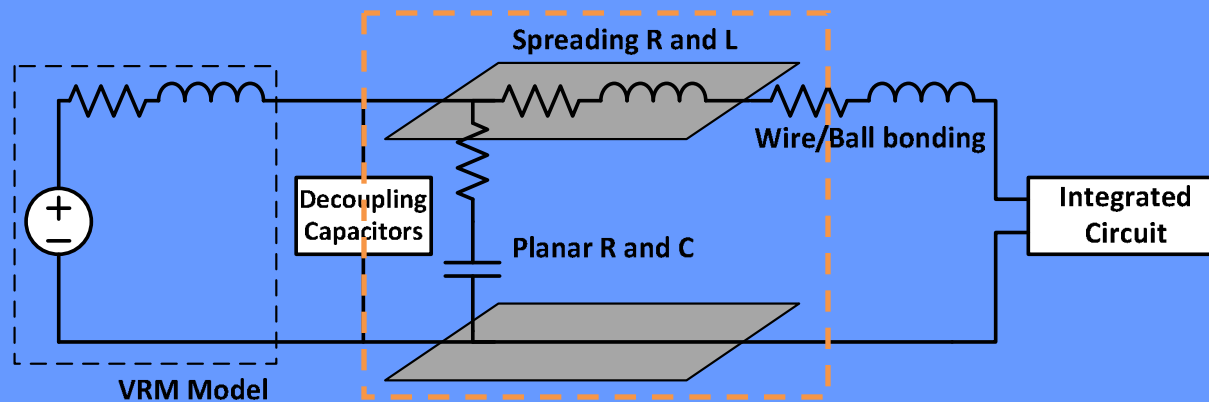 Spreading R and L
Wire/Ball bonding
Decoupling
Capacitors
Integrated
Circuit
Planar R and C
VRM Model